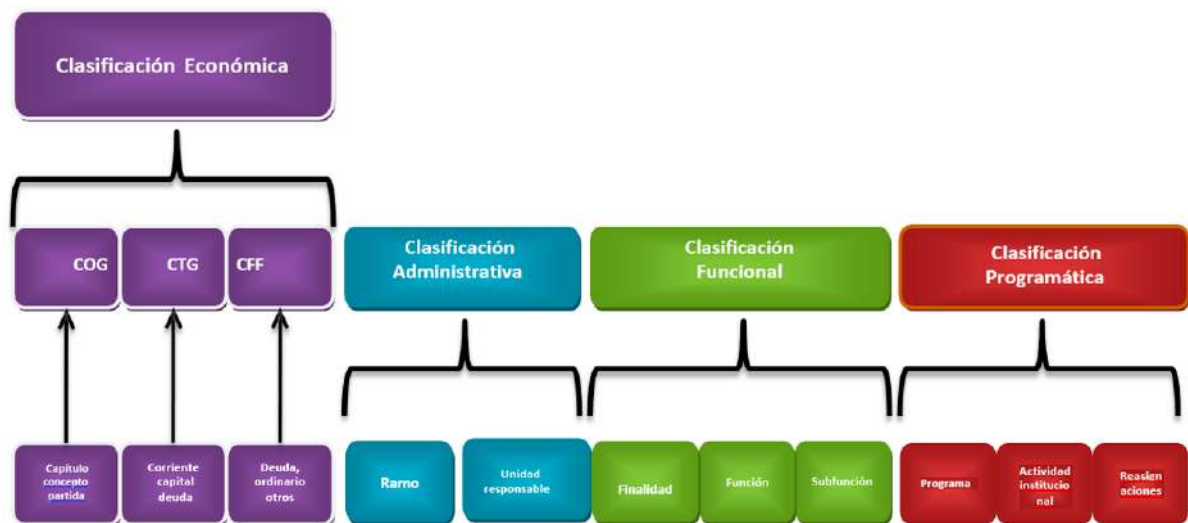 Clasificación Económica
COG
CTG
CFF
Clasificación
Administrativa
Clasificación
Funcional
Clasificación
Programática
Capítulo
concepto
partida
Corriente
capital
deuda
Deuda,
ordinario
otros
Ramo
Unidad
responsable
Finalidad
Función
Subfunción
Programa
Actividad
institucio
nal
Reasign
aciones